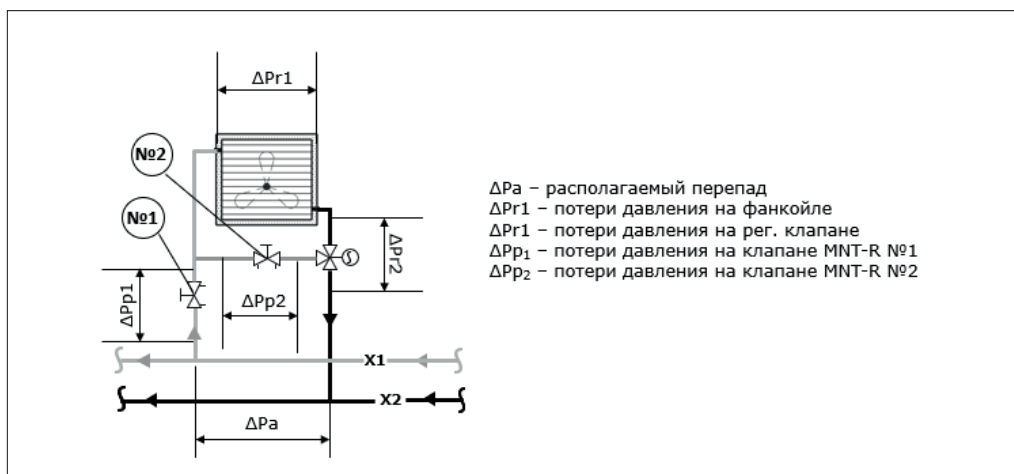 ΔPr1
№2
№1
ΔPr2
ΔPp2
ΔPp1
X1
X2
ΔPa
ΔPa – располагаемый перепад
ΔPr1 – потери давления на фанкойле
ΔPr1 – потери давления на рег. клапане
ΔPp₁ – потери давления на клапане MNT-R №1
ΔPp₂ – потери давления на клапане MNT-R №2